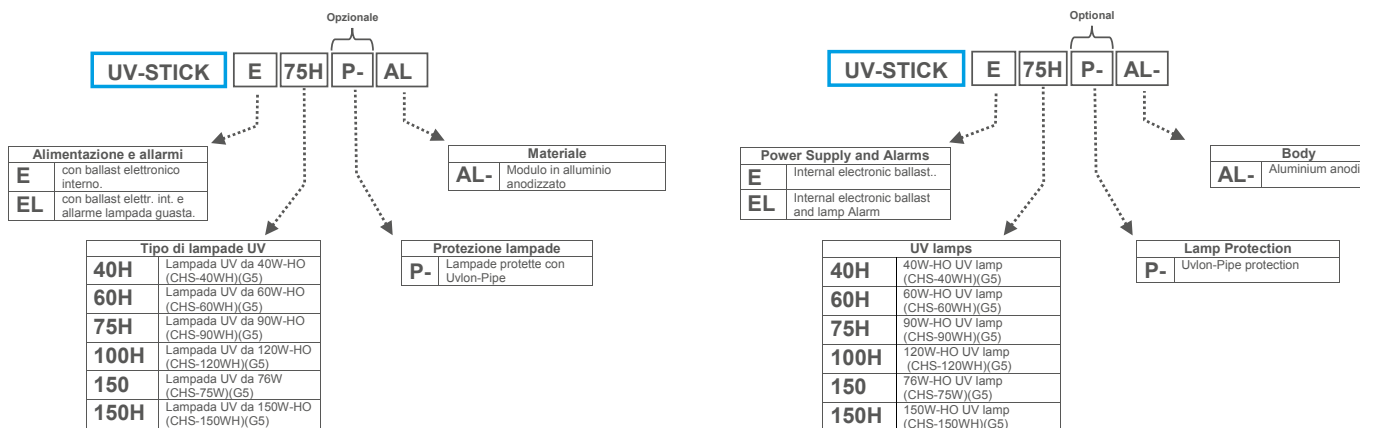 Opzionale
UV-STICK E 75H P- AL
Alimentazione e allarmi
E con ballast elettronico
interno.
EL con ballast elettr. int. e
allarme lampada guasta.
Materiale
AL- Modulo in alluminio
anodizzato
Tipo di lampade UV
40H Lampada UV da 40W-HO
(CHS-40WH)(G5)
60H Lampada UV da 60W-HO
(CHS-60WH)(G5)
75H Lampada UV da 90W-HO
(CHS-90WH)(G5)
100H Lampada UV da 120W-HO
(CHS-120WH)(G5)
150 Lampada UV da 76W
(CHS-75W)(G5)
150H Lampada UV da 150W-HO
(CHS-150WH)(G5)
Protezione lampade
P- Lampade protette con
Uvlon-Pipe
Optional
UV-STICK E 75H P- AL-
Power Supply and Alarms
E Internal electronic ballast..
EL Internal electronic ballast
and lamp Alarm
Body
AL- Aluminium anodi
UV lamps
40H 40W-HO UV lamp
(CHS-40WH)(G5)
60H 60W-HO UV lamp
(CHS-60WH)(G5)
75H 90W-HO UV lamp
(CHS-90WH)(G5)
100H 120W-HO UV lamp
(CHS-120WH)(G5)
150 76W-HO UV lamp
(CHS-75W)(G5)
150H 150W-HO UV lamp
(CHS-150WH)(G5)
Lamp Protection
P- Uvlon-Pipe protection